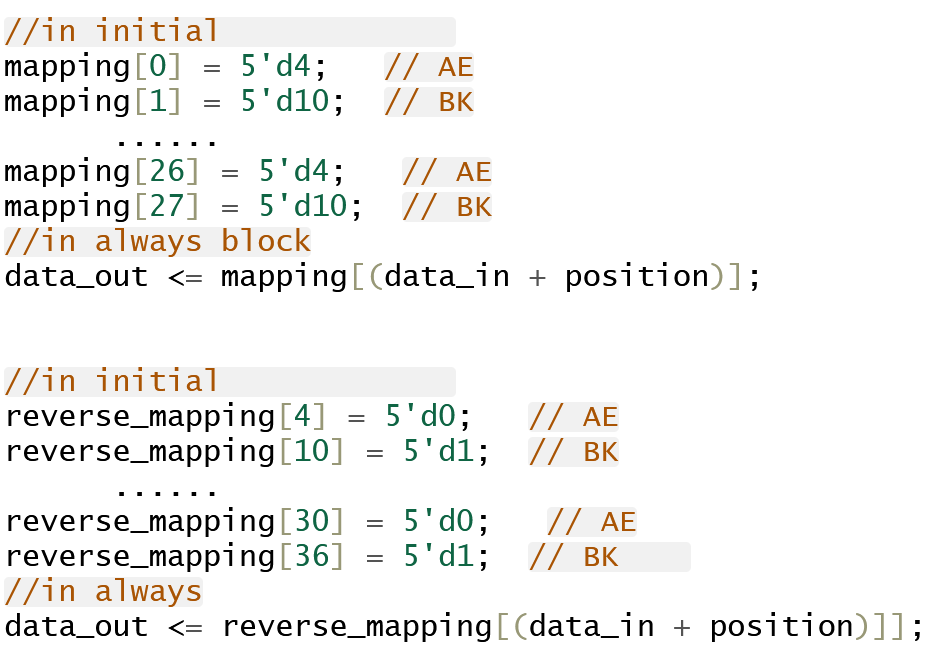 //in initial
mapping[0] = 5'd4;   // AE
mapping[1] = 5'd10;  // BK
......
mapping[26] = 5'd4;   // AE
mapping[27] = 5'd10;  // BK
//in always block
data_out <= mapping[(data_in + position)];
//in initial
reverse_mapping[4] = 5'd0;   // AE
reverse_mapping[10] = 5'd1;  // BK
......
reverse_mapping[30] = 5'd0;   // AE
reverse_mapping[36] = 5'd1;  // BK
//in always
data_out <= reverse_mapping[(data_in + position)]];